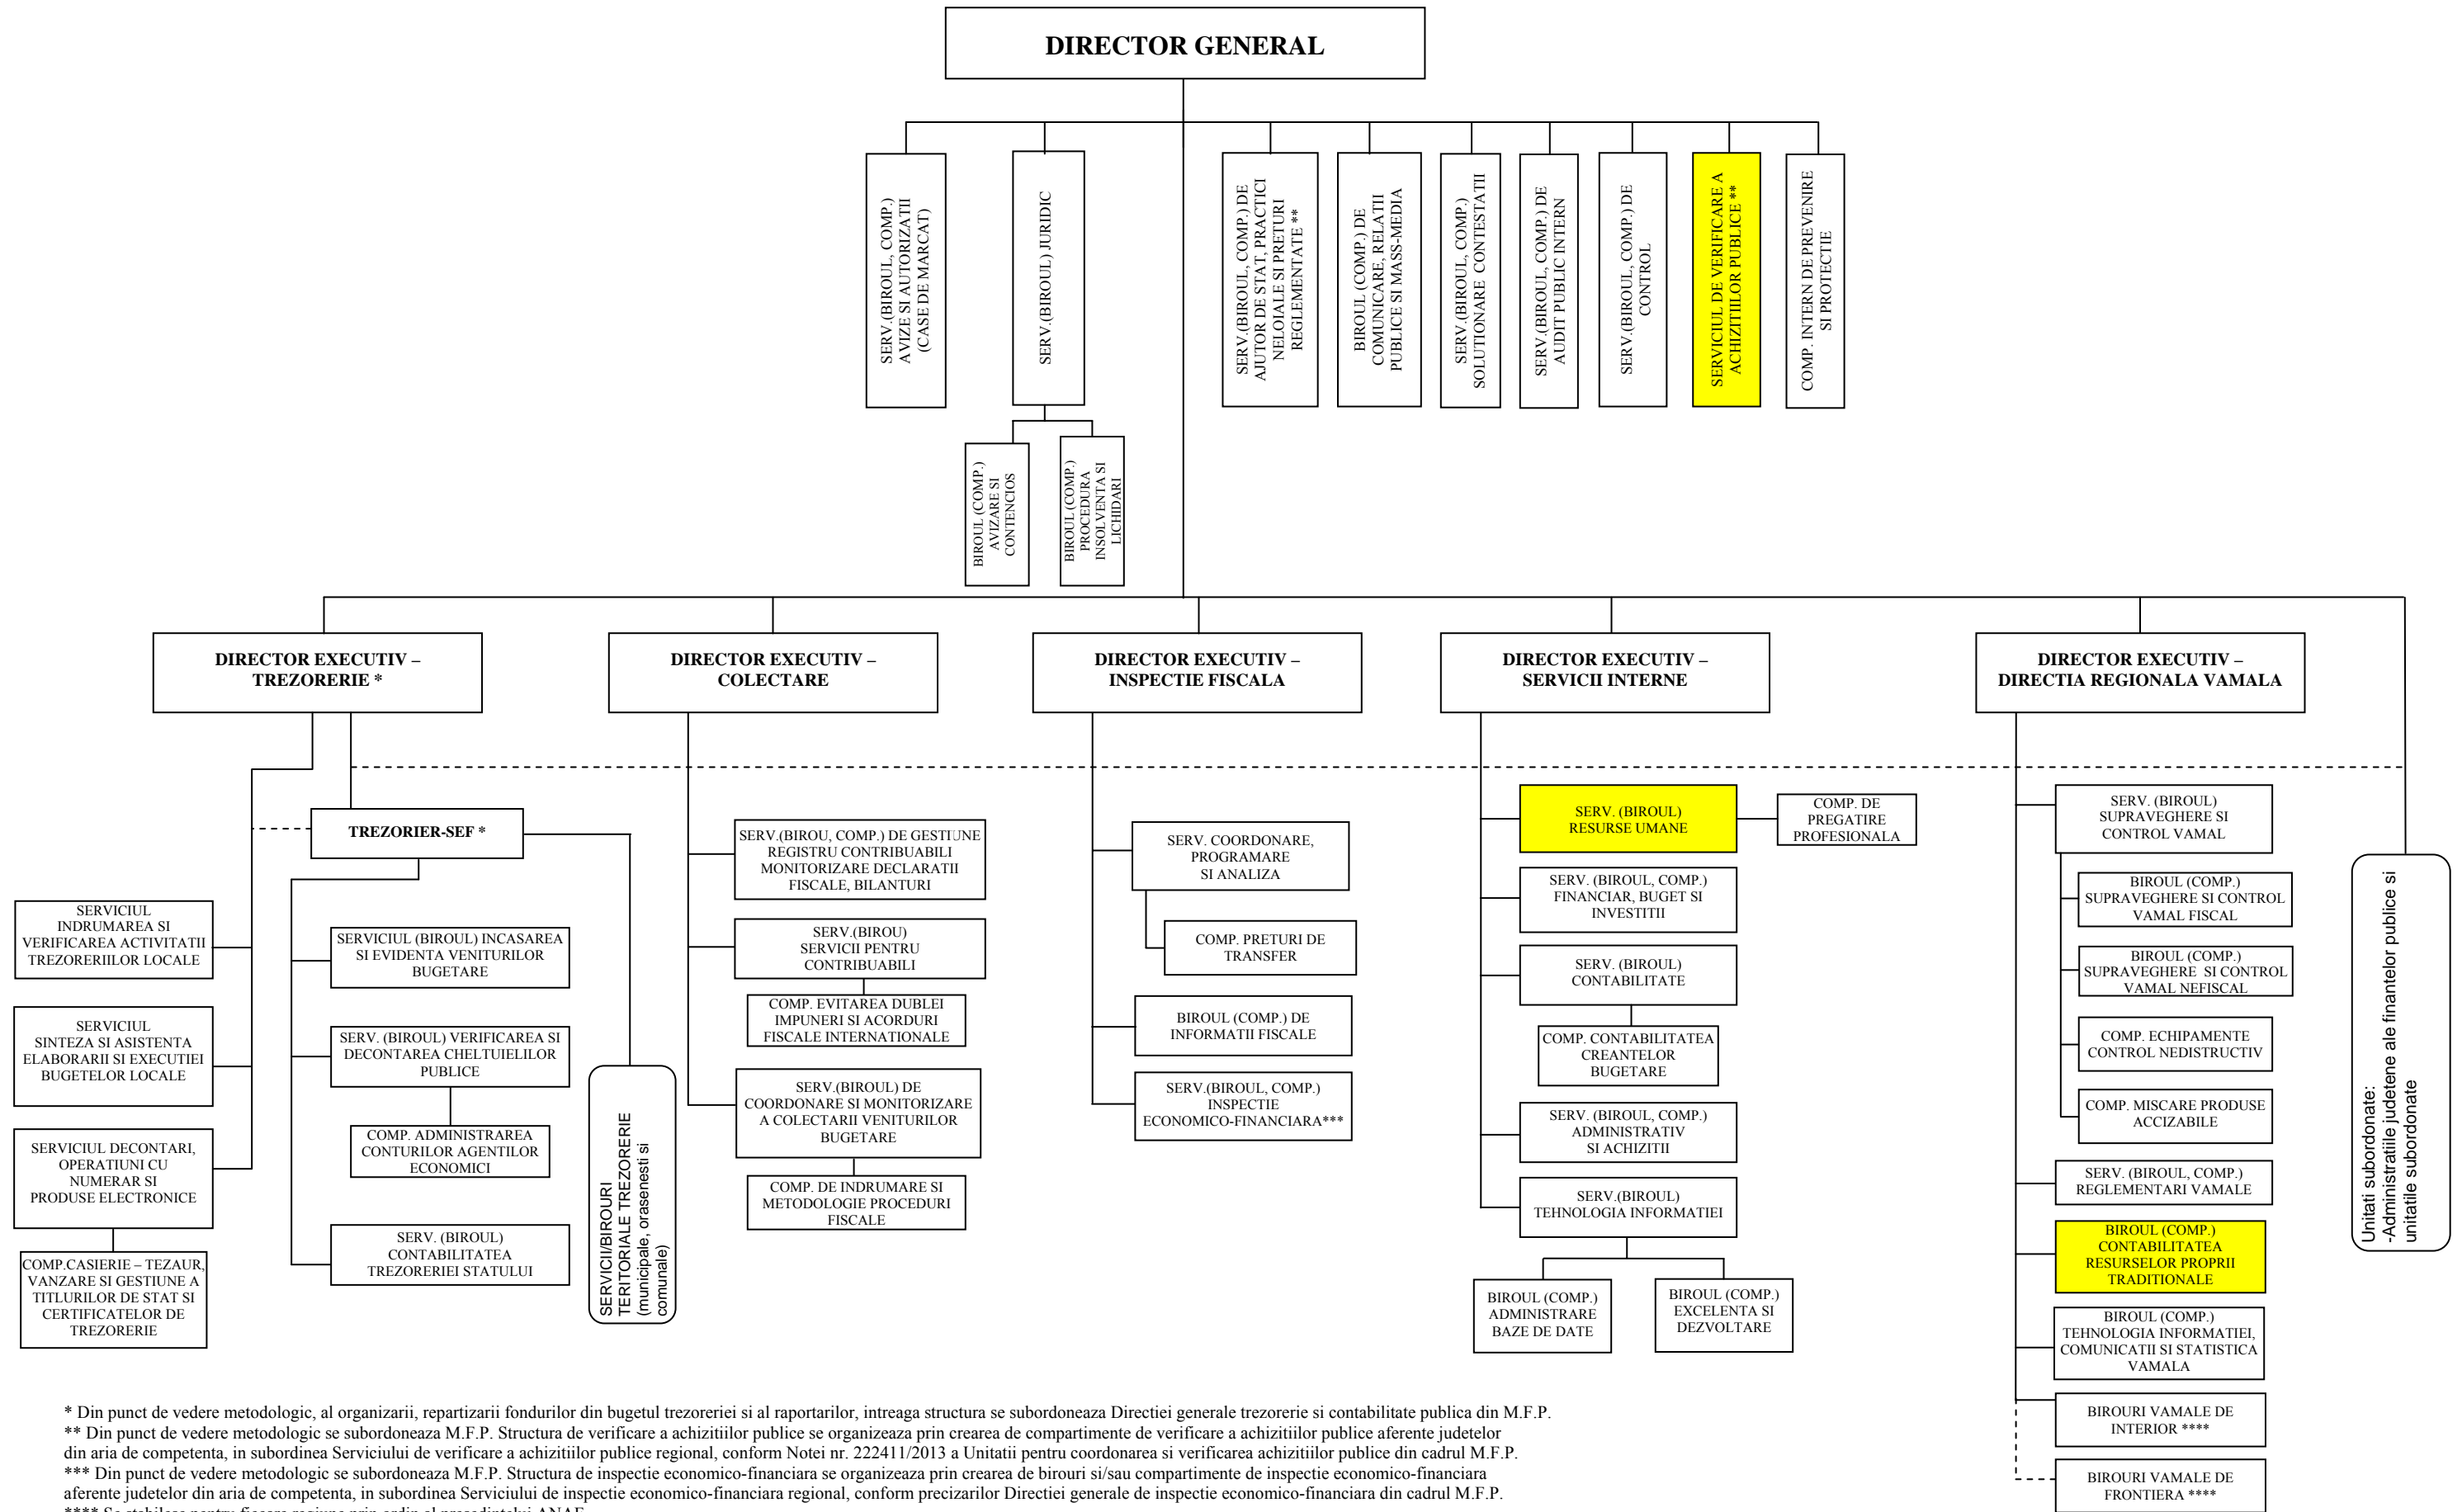 DIRECTOR GENERAL
SERV.(BIROUL, COMP.)
AVIZE SI AUTORIZATII
(CASE DE MARCAT)
SERV.(BIROUL) JURIDIC
SERV.(BIROUL, COMP.) DE
AJUTOR DE STAT, PRACTICI
NELOIALE SI PRETURI
REGLEMENTATE **
BIROUL (COMP.) DE
COMUNICARE, RELATII
PUBLICE SI MASS-MEDIA
SERV.(BIROUL, COMP.)
SOLUTIONARE CONTESTATII
SERV.(BIROUL, COMP.) DE
AUDIT PUBLIC INTERN
SERV.(BIROUL, COMP.) DE
CONTROL
SERVICIUL DE VERIFICARE A
ACHIZITIILOR PUBLICE **
COMP. INTERN DE PREVENIRE
SI PROTECTIE
BIROUL (COMP.)
AVIZARE SI
CONTENCIOS
BIROUL (COMP.)
PROCEDURA
INSOLVENTA SI
LICHIDARI
DIRECTOR EXECUTIV –
TREZORERIE *
DIRECTOR EXECUTIV –
COLECTARE
DIRECTOR EXECUTIV –
INSPECTIE FISCALA
DIRECTOR EXECUTIV –
SERVICII INTERNE
DIRECTOR EXECUTIV –
DIRECTIA REGIONALA VAMALA
TREZORIER-SEF *
SERVICIUL
INDRUMAREA SI
VERIFICAREA ACTIVITATII
TREZORERIILOR LOCALE
SERVICIUL
SINTEZA SI ASISTENTA
ELABORARII SI EXECUTIEI
BUGETELOR LOCALE
SERVICIUL DECONTARI,
OPERATIUNI CU
NUMERAR SI
PRODUSE ELECTRONICE
COMP.CASIERIE – TEZAUR,
VANZARE SI GESTIUNE A
TITLURILOR DE STAT SI
CERTIFICATELOR DE
TREZORERIE
SERVICIUL (BIROUL) INCASAREA
SI EVIDENTA VENITURILOR
BUGETARE
SERV. (BIROUL) VERIFICAREA SI
DECONTAREA CHELTUIELILOR
PUBLICE
COMP. ADMINISTRAREA
CONTURILOR AGENTILOR
ECONOMICI
SERV. (BIROUL)
CONTABILITATEA
TREZORERIEI STATULUI
SERVICII/BIROURI
TERITORIALE TREZORERIE
(municipale, orasenesti si
comunale)
SERV.(BIROU, COMP.) DE GESTIUNE
REGISTRU CONTRIBUABILI
MONITORIZARE DECLARATII
FISCALE, BILANTURI
SERV.(BIROU)
SERVICII PENTRU
CONTRIBUABILI
COMP. EVITAREA DUBLEI
IMPUNERI SI ACORDURI
FISCALE INTERNATIONALE
SERV.(BIROUL) DE
COORDONARE SI MONITORIZARE
A COLECTARII VENITURILOR
BUGETARE
COMP. DE INDRUMARE SI
METODOLOGIE PROCEDURI
FISCALE
SERV. COORDONARE,
PROGRAMARE
SI ANALIZA
COMP. PRETURI DE
TRANSFER
BIROUL (COMP.) DE
INFORMATII FISCALE
SERV.(BIROUL, COMP.)
INSPECTIE
ECONOMICO-FINANCIARA***
SERV. (BIROUL)
RESURSE UMANE
COMP. DE
PREGATIRE
PROFESIONALA
SERV. (BIROUL, COMP.)
FINANCIAR, BUGET SI
INVESTITII
SERV. (BIROUL)
CONTABILITATE
COMP. CONTABILITATEA
CREANTELOR
BUGETARE
SERV. (BIROUL, COMP.)
ADMINISTRATIV
SI ACHIZITII
SERV.(BIROUL)
TEHNOLOGIA INFORMATIEI
BIROUL (COMP.)
ADMINISTRARE
BAZE DE DATE
BIROUL (COMP.)
EXCELENTA SI
DEZVOLTARE
SERV. (BIROUL)
SUPRAVEGHERE SI
CONTROL VAMAL
BIROUL (COMP.)
SUPRAVEGHERE SI CONTROL
VAMAL FISCAL
BIROUL (COMP.)
SUPRAVEGHERE SI CONTROL
VAMAL NEFISCAL
COMP. ECHIPAMENTE
CONTROL NEDISTRUCTIV
COMP. MISCARE PRODUSE
ACCIZABILE
SERV. (BIROUL, COMP.)
REGLEMENTARI VAMALE
BIROUL (COMP.)
CONTABILITATEA
RESURSELOR PROPRII
TRADITIONALE
BIROUL (COMP.)
TEHNOLOGIA INFORMATIEI,
COMUNICATII SI STATISTICA
VAMALA
BIROURI VAMALE DE
INTERIOR ****
BIROURI VAMALE DE
FRONTIERA ****
Unitati subordonate:
-Administratiile judetene ale finantelor publice si
unitatile subordonate
* Din punct de vedere metodologic, al organizarii, repartizarii fondurilor din bugetul trezoreriei si al raportarilor, intreaga structura se subordoneaza Directiei generale trezorerie si contabilitate publica din M.F.P.
** Din punct de vedere metodologic se subordoneaza M.F.P. Structura de verificare a achizitiilor publice se organizeaza prin crearea de compartimente de verificare a achizitiilor publice aferente judetelor
din aria de competenta, in subordinea Serviciului de verificare a achizitiilor publice regional, conform Notei nr. 222411/2013 a Unitatii pentru coordonarea si verificarea achizitiilor publice din cadrul M.F.P.
*** Din punct de vedere metodologic se subordoneaza M.F.P. Structura de inspectie economico-financiara se organizeaza prin crearea de birouri si/sau compartimente de inspectie economico-financiara
aferente judetelor din aria de competenta, in subordinea Serviciului de inspectie economico-financiara regional, conform precizarilor Directiei generale de inspectie economico-financiara din cadrul M.F.P.
**** Se stabilesc pentru fiecare regiune prin ordin al presedintelui ANAF